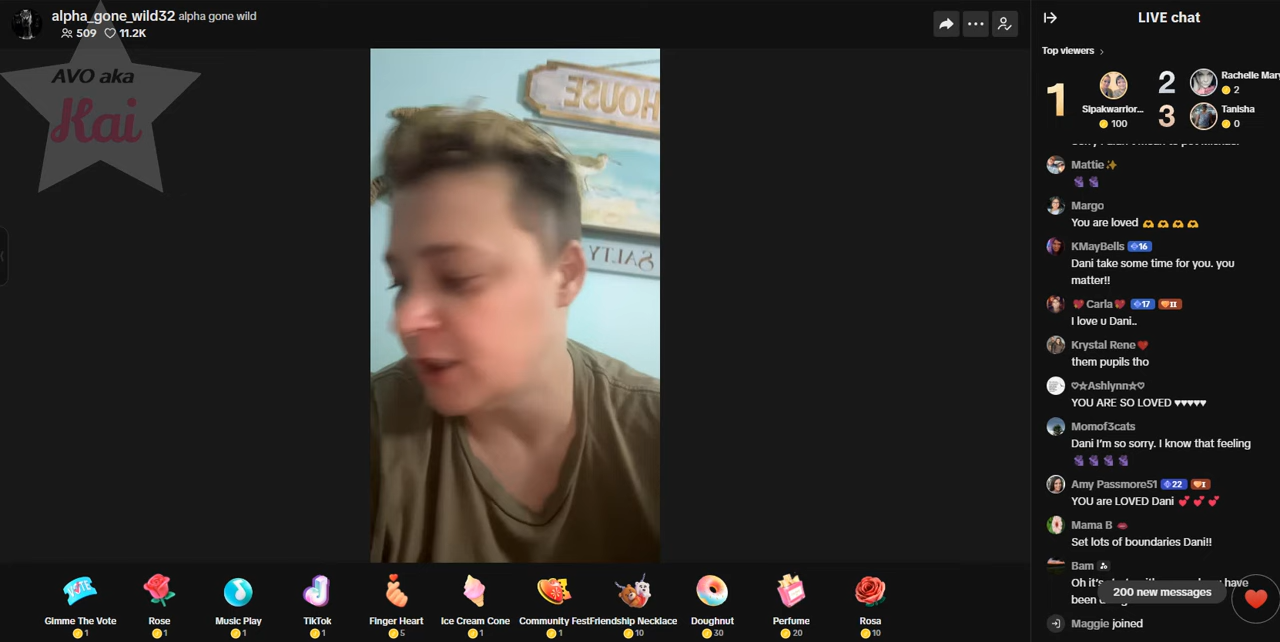 alpha_gone_wild32 alpha gone wild
509 11.2K
AVO aka
Kai
HOUSE
SALTY
LIVE chat
Top viewers >
1
Sipakwarrior...
100
2
Rachelle Mary
2
3
Tanisha
0
Mattie
Margo
You are loved
KMayBells 16
Dani take some time for you. you
matter!!
Carla 17 II
I love u Dani..
Krystal Rene
them pupils tho
♡☆Ashlynn☆♡
YOU ARE SO LOVED ♥♥♥♥♥
Momof3cats
Dani I'm so sorry. I know that feeling
Amy Passmore51 22 I
YOU are LOVED Dani
Mama B
Set lots of boundaries Dani!!
Bam
Oh it's
have
been
200 new messages
Maggie joined
Gimme The Vote
1
Rose
1
Music Play
1
TikTok
1
Finger Heart
5
Ice Cream Cone
1
Community Fest
1
Friendship Necklace
10
Doughnut
30
Perfume
20
Rosa
10